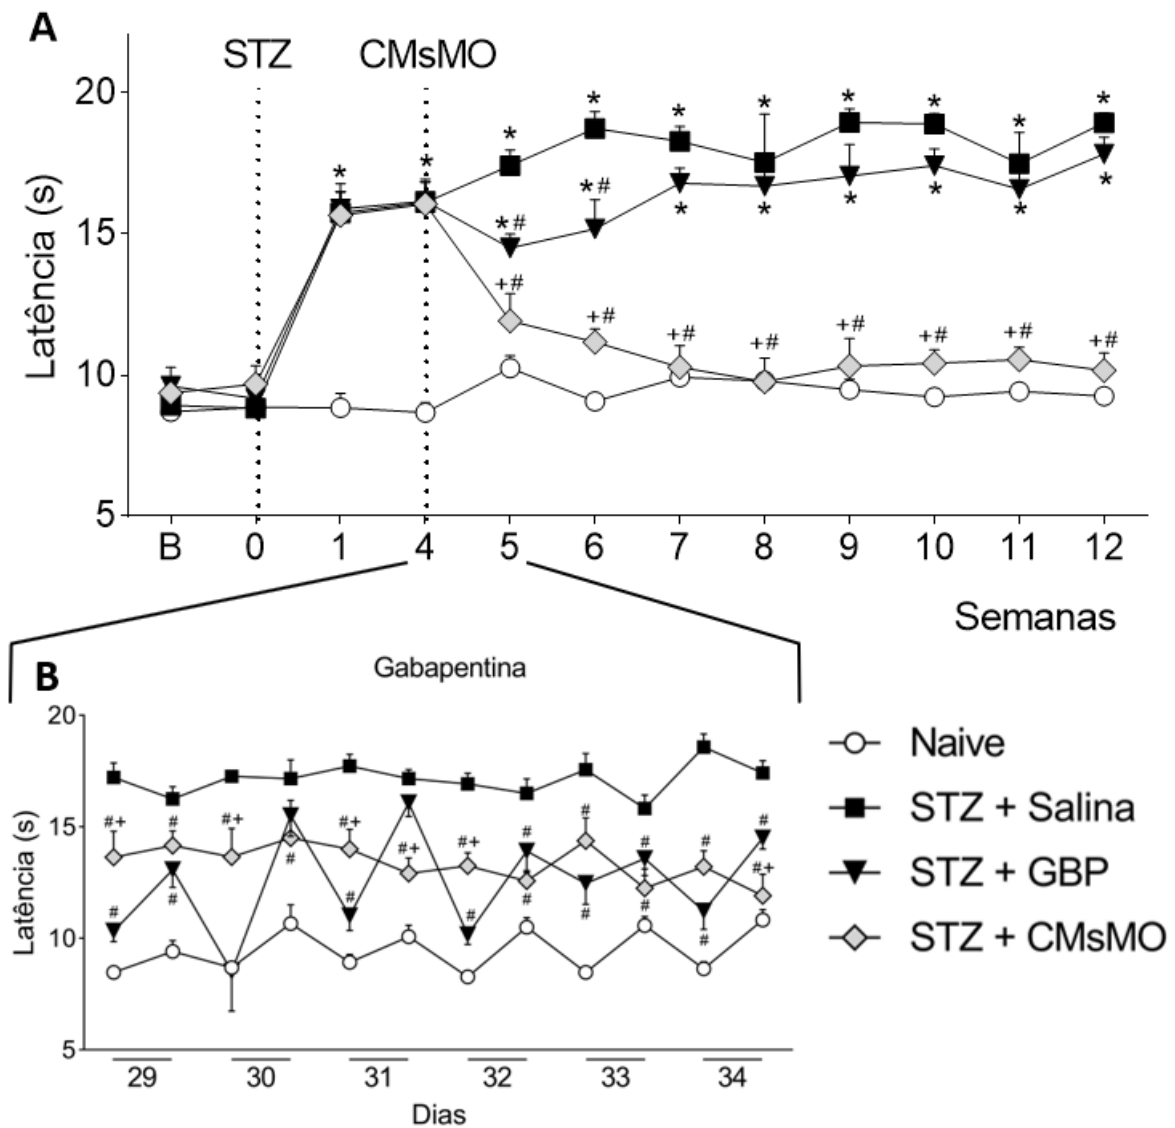 A
STZ CMsMO
20
15
10
5
Latência (s)
* * * * * * * * * *
*# *# * * * * * *
+# +# +# +# +# +# +# +#
B 0 1 4 5 6 7 8 9 10 11 12
Semanas
B
Gabapentina
20
15
10
5
Latência (s)
#+ # #+ #+ #+ #+ # # # # #
# # # # # # # # # #+
29 30 31 32 33 34
Dias
Naive
STZ + Salina
STZ + GBP
STZ + CMsMO